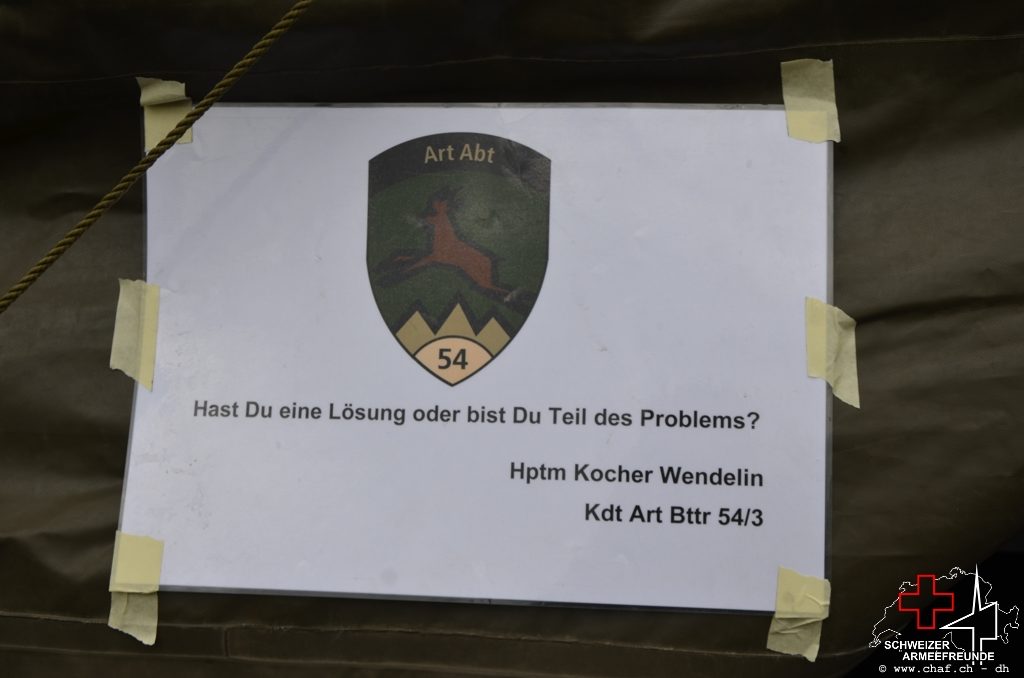 Art Abt
54
Hast Du eine Lösung oder bist Du Teil des Problems?
Hptm Kocher Wendelin
Kdt Art Bttr 54/3
SCHWEIZER
ARMEEFREUNDE
© www.chaf.ch - dh